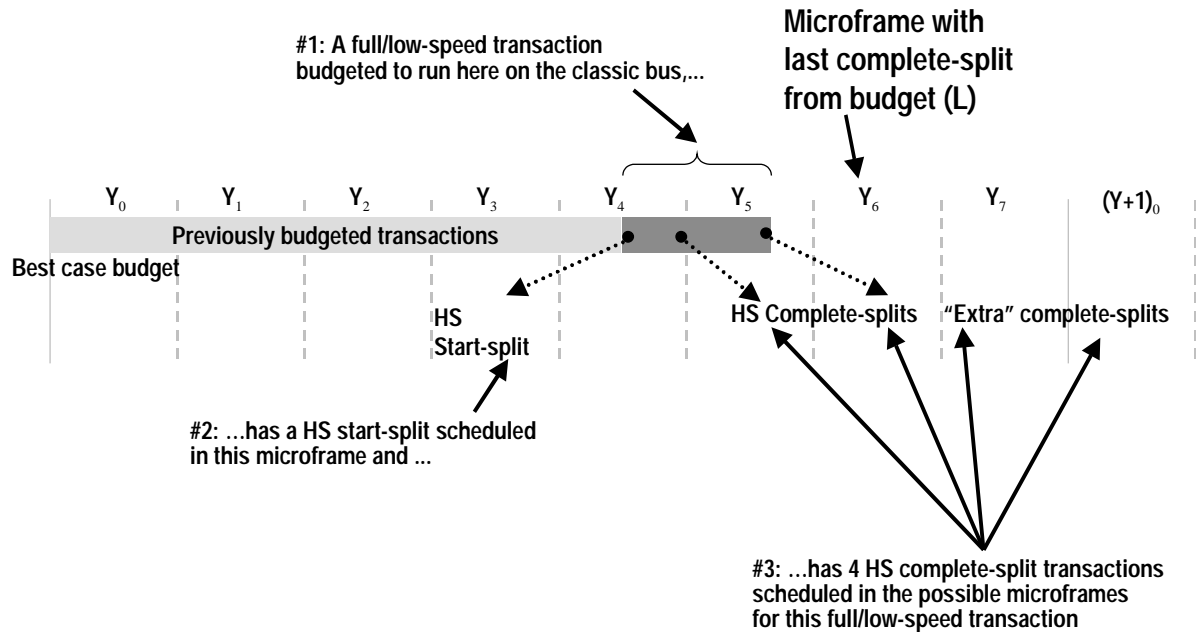 #1: A full/low-speed transaction
budgeted to run here on the classic bus,...
Microframe with
last complete-split
from budget (L)
Y₀ Y₁ Y₂ Y₃ Y₄ Y₅ Y₆ Y₇ (Y+1)₀
Previously budgeted transactions
Best case budget
HS
Start-split
HS Complete-splits
“Extra” complete-splits
#2: ...has a HS start-split scheduled
in this microframe and ...
#3: ...has 4 HS complete-split transactions
scheduled in the possible microframes
for this full/low-speed transaction